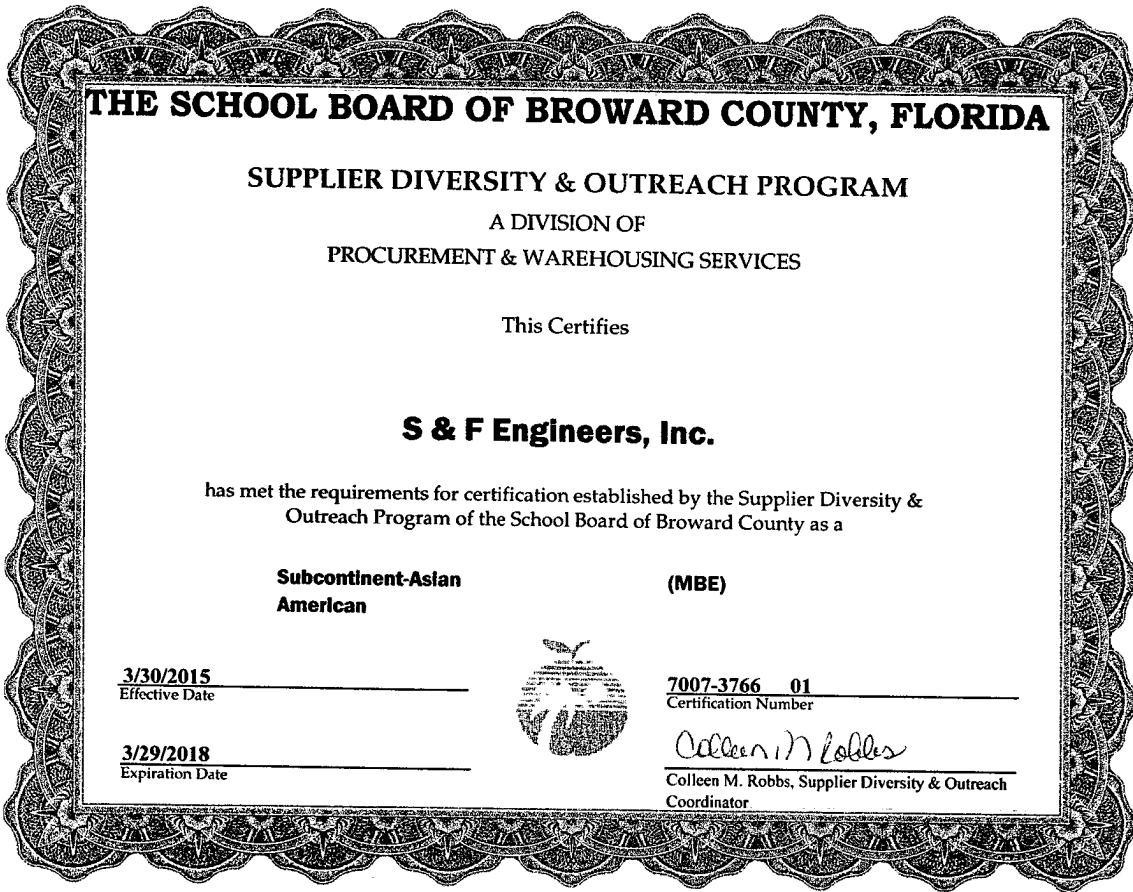 THE SCHOOL BOARD OF BROWARD COUNTY, FLORIDA
SUPPLIER DIVERSITY & OUTREACH PROGRAM
A DIVISION OF
PROCUREMENT & WAREHOUSING SERVICES
This Certifies
S & F Engineers, Inc.
has met the requirements for certification established by the Supplier Diversity &
Outreach Program of the School Board of Broward County as a
Subcontinent-Asian
American
(MBE)
3/30/2015
Effective Date
3/29/2018
Expiration Date
7007-3766 01
Certification Number
Colleen M Robbs
Colleen M. Robbs, Supplier Diversity & Outreach
Coordinator